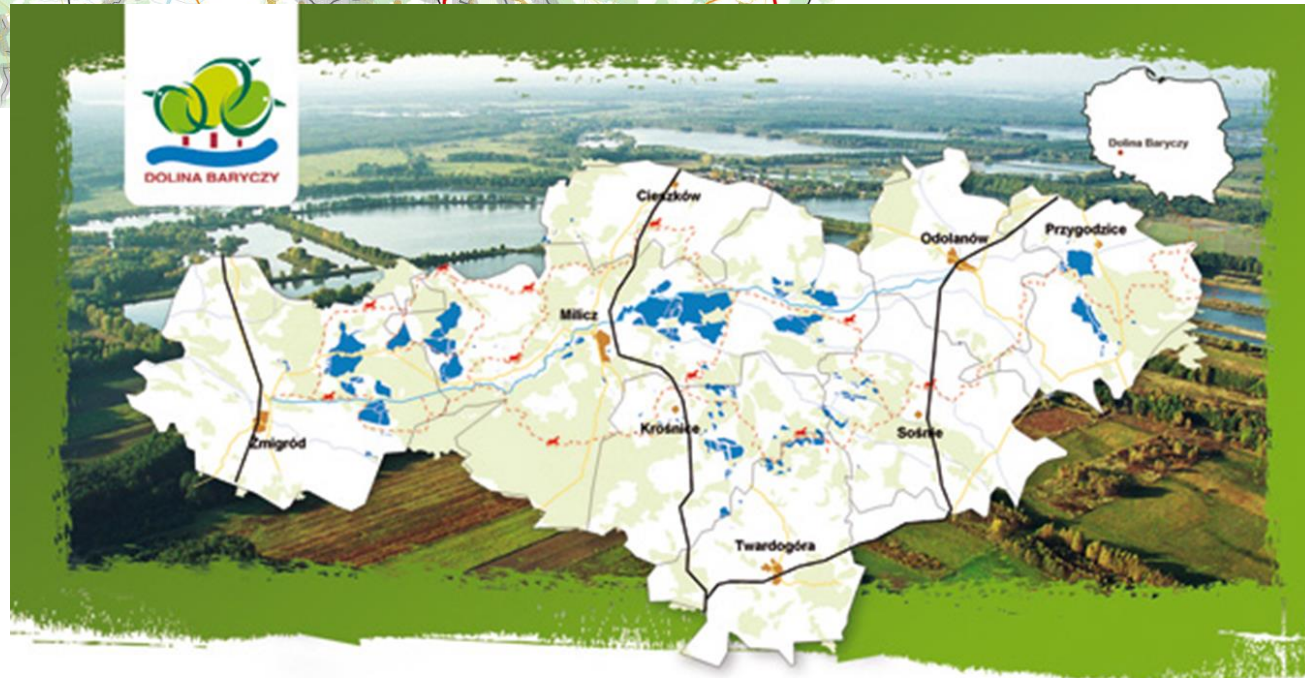 DOLINA BARYCZY
Dolina Baryczy
Cieszków
Odolanów
Przygodzice
Milicz
Żmigród
Krośnice
Sośnie
Twardogóra